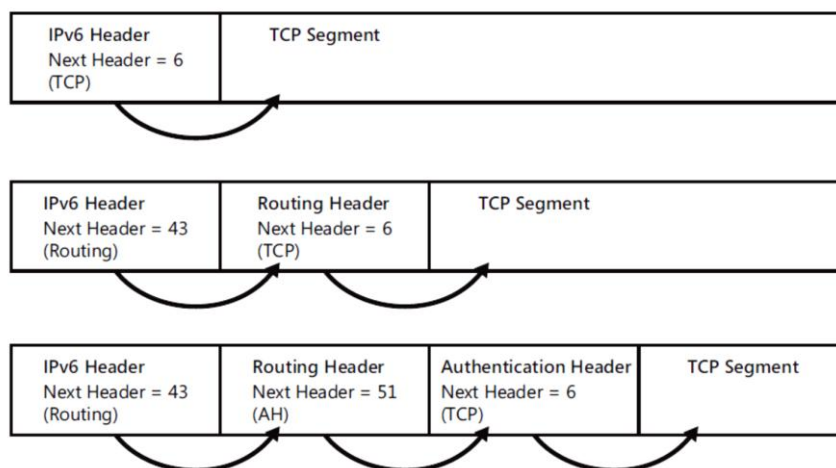 IPv6 Header
Next Header = 6
(TCP)
TCP Segment
IPv6 Header
Next Header = 43
(Routing)
Routing Header
Next Header = 6
(TCP)
TCP Segment
IPv6 Header
Next Header = 43
(Routing)
Routing Header
Next Header = 51
(AH)
Authentication Header
Next Header = 6
(TCP)
TCP Segment